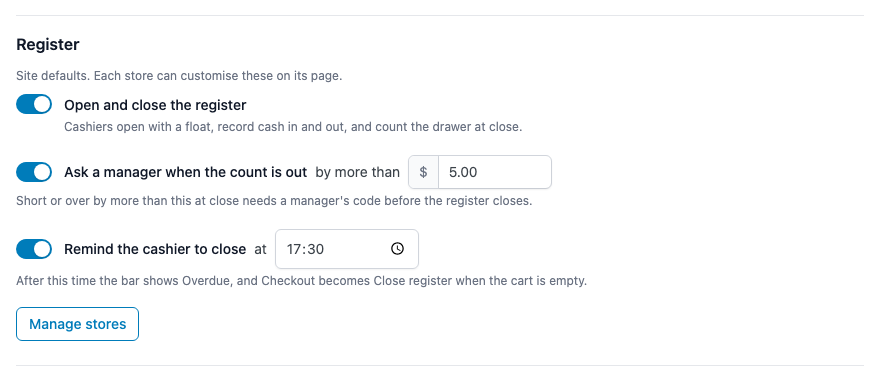 Register
Site defaults. Each store can customise these on its page.
Open and close the register
Cashiers open with a float, record cash in and out, and count the drawer at close.
Ask a manager when the count is out by more than $ 5.00
Short or over by more than this at close needs a manager's code before the register closes.
Remind the cashier to close at 17:30
After this time the bar shows Overdue, and Checkout becomes Close register when the cart is empty.
Manage stores